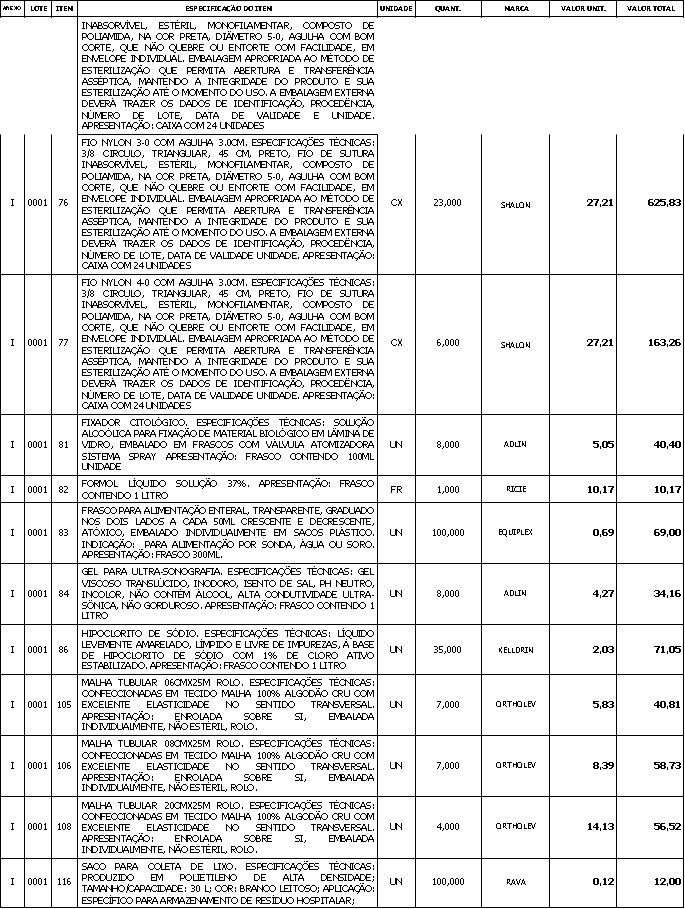 ANEXO LOTE ITEM ESPECIFICAÇÃO DO ITEM UNIDADE QUANT. MARCA VALOR UNIT. VALOR TOTAL
INABSORVÍVEL, ESTÉRIL, MONOFILAMENTAR, COMPOSTO DE
POLIAMIDA, NA COR PRETA, DIÂMETRO 5-0, AGULHA COM BOM
CORTE, QUE NÃO QUEBRE OU ENTORTE COM FACILIDADE, EM
ENVELOPE INDIVIDUAL. EMBALAGEM APROPRIADA AO MÉTODO DE
ESTERILIZAÇÃO QUE PERMITA ABERTURA E TRANSFERÊNCIA
ASSÉPTICA, MANTENDO A INTEGRIDADE DO PRODUTO E SUA
ESTERILIZAÇÃO ATÉ O MOMENTO DO USO. A EMBALAGEM EXTERNA
DEVERÁ TRAZER OS DADOS DE IDENTIFICAÇÃO, PROCEDÊNCIA,
NÚMERO DE LOTE, DATA DE VALIDADE E UNIDADE.
APRESENTAÇÃO: CAIXA COM 24 UNIDADES
FIO NYLON 3-0 COM AGULHA 3.0CM. ESPECIFICAÇÕES TÉCNICAS:
3/8 CIRCULO, TRIANGULAR, 45 CM, PRETO, FIO DE SUTURA
INABSORVÍVEL, ESTÉRIL, MONOFILAMENTAR, COMPOSTO DE
POLIAMIDA, NA COR PRETA, DIÂMETRO 5-0, AGULHA COM BOM
CORTE, QUE NÃO QUEBRE OU ENTORTE COM FACILIDADE, EM
ENVELOPE INDIVIDUAL. EMBALAGEM APROPRIADA AO MÉTODO DE
I 0001 76 ESTERILIZAÇÃO QUE PERMITA ABERTURA E TRANSFERÊNCIA CX 23,000 SHALON 27,21 625,83
ASSÉPTICA, MANTENDO A INTEGRIDADE DO PRODUTO E SUA
ESTERILIZAÇÃO ATÉ O MOMENTO DO USO. A EMBALAGEM EXTERNA
DEVERÁ TRAZER OS DADOS DE IDENTIFICAÇÃO, PROCEDÊNCIA,
NÚMERO DE LOTE, DATA DE VALIDADE UNIDADE. APRESENTAÇÃO:
CAIXA COM 24 UNIDADES
FIO NYLON 4-0 COM AGULHA 3.0CM. ESPECIFICAÇÕES TÉCNICAS:
3/8 CIRCULO, TRIANGULAR, 45 CM, PRETO, FIO DE SUTURA
INABSORVÍVEL, ESTÉRIL, MONOFILAMENTAR, COMPOSTO DE
POLIAMIDA, NA COR PRETA, DIÂMETRO 5-0, AGULHA COM BOM
CORTE, QUE NÃO QUEBRE OU ENTORTE COM FACILIDADE, EM
ENVELOPE INDIVIDUAL. EMBALAGEM APROPRIADA AO MÉTODO DE
I 0001 77 ESTERILIZAÇÃO QUE PERMITA ABERTURA E TRANSFERÊNCIA CX 6,000 SHALON 27,21 163,26
ASSÉPTICA, MANTENDO A INTEGRIDADE DO PRODUTO E SUA
ESTERILIZAÇÃO ATÉ O MOMENTO DO USO. A EMBALAGEM EXTERNA
DEVERÁ TRAZER OS DADOS DE IDENTIFICAÇÃO, PROCEDÊNCIA,
NÚMERO DE LOTE, DATA DE VALIDADE UNIDADE. APRESENTAÇÃO:
CAIXA COM 24 UNIDADES
FIXADOR CITOLÓGICO. ESPECIFICAÇÕES TÉCNICAS: SOLUÇÃO
ALCOÓLICA PARA FIXAÇÃO DE MATERIAL BIOLÓGICO EM LÂMINA DE
I 0001 81 VIDRO, EMBALADO EM FRASCOS COM VÁLVULA ATOMIZADORA UN 8,000 ADLIN 5,05 40,40
SISTEMA SPRAY APRESENTAÇÃO: FRASCO CONTENDO 100ML
UNIDADE
I 0001 82 FORMOL LÍQUIDO SOLUÇÃO 37%. APRESENTAÇÃO: FRASCO FR 1,000 RICIE 10,17 10,17
CONTENDO 1 LITRO
FRASCO PARA ALIMENTAÇÃO ENTERAL, TRANSPARENTE, GRADUADO
NOS DOIS LADOS A CADA 50ML CRESCENTE E DECRESCENTE,
I 0001 83 ATÓXICO, EMBALADO INDIVIDUALMENTE EM SACOS PLÁSTICO. UN 100,000 EQUIPLEX 0,69 69,00
INDICAÇÃO: PARA ALIMENTAÇÃO POR SONDA, ÁGUA OU SORO.
APRESENTAÇÃO: FRASCO 300ML.
GEL PARA ULTRA-SONOGRAFIA. ESPECIFICAÇÕES TÉCNICAS: GEL
VISCOSO TRANSLÚCIDO, INODORO, ISENTO DE SAL, PH NEUTRO,
I 0001 84 INCOLOR, NÃO CONTÉM ÁLCOOL, ALTA CONDUTIVIDADE ULTRA- UN 8,000 ADLIN 4,27 34,16
SÔNICA, NÃO GORDUROSO. APRESENTAÇÃO: FRASCO CONTENDO 1
LITRO
HIPOCLORITO DE SÓDIO. ESPECIFICAÇÕES TÉCNICAS: LÍQUIDO
LEVEMENTE AMARELADO, LÍMPIDO E LIVRE DE IMPUREZAS, À BASE
I 0001 86 DE HIPOCLORITO DE SÓDIO COM 1% DE CLORO ATIVO UN 35,000 KELLDRIN 2,03 71,05
ESTABILIZADO. APRESENTAÇÃO: FRASCO CONTENDO 1 LITRO
MALHA TUBULAR 06CMX25M ROLO. ESPECIFICAÇÕES TÉCNICAS:
CONFECCIONADAS EM TECIDO MALHA 100% ALGODÃO CRU COM
I 0001 105 EXCELENTE ELASTICIDADE NO SENTIDO TRANSVERSAL. UN 7,000 ORTHOLEV 5,83 40,81
APRESENTAÇÃO: ENROLADA SOBRE SI, EMBALADA
INDIVIDUALMENTE, NÃO ESTÉRIL, ROLO.
MALHA TUBULAR 08CMX25M ROLO. ESPECIFICAÇÕES TÉCNICAS:
CONFECCIONADAS EM TECIDO MALHA 100% ALGODÃO CRU COM
I 0001 106 EXCELENTE ELASTICIDADE NO SENTIDO TRANSVERSAL. UN 7,000 ORTHOLEV 8,39 58,73
APRESENTAÇÃO: ENROLADA SOBRE SI, EMBALADA
INDIVIDUALMENTE, NÃO ESTÉRIL, ROLO.
MALHA TUBULAR 20CMX25M ROLO. ESPECIFICAÇÕES TÉCNICAS:
CONFECCIONADAS EM TECIDO MALHA 100% ALGODÃO CRU COM
I 0001 108 EXCELENTE ELASTICIDADE NO SENTIDO TRANSVERSAL. UN 4,000 ORTHOLEV 14,13 56,52
APRESENTAÇÃO: ENROLADA SOBRE SI, EMBALADA
INDIVIDUALMENTE, NÃO ESTÉRIL, ROLO.
SACO PARA COLETA DE LIXO. ESPECIFICAÇÕES TÉCNICAS:
PRODUZIDO EM POLIETILENO DE ALTA DENSIDADE;
I 0001 116 TAMANHO/CAPACIDADE: 30 L; COR: BRANCO LEITOSO; APLICAÇÃO: UN 100,000 RAVA 0,12 12,00
ESPECÍFICO PARA ARMAZENAMENTO DE RESÍDUO HOSPITALAR;